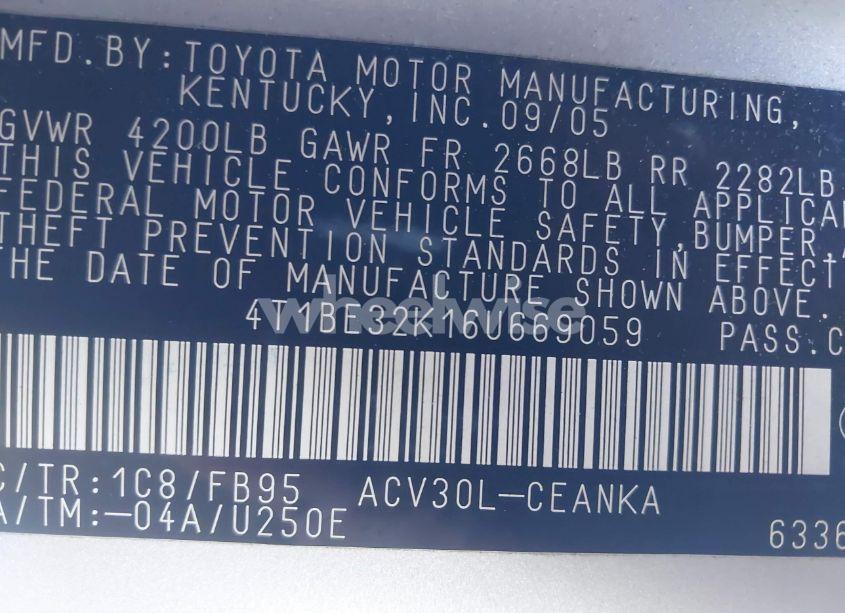 MFD. BY: TOYOTA MOTOR MANUFACTURING,
KENTUCKY, INC. 09/05
GVWR 4200LB GAWR FR 2668LB RR 2282LB
THIS VEHICLE CONFORMS TO ALL APPLICA
FEDERAL MOTOR VEHICLE SAFETY, BUMPER,
THEFT PREVENTION STANDARDS IN EFFECT
THE DATE OF MANUFACTURE SHOWN ABOVE.
wheelwise
4T1BE32K16U669059 PASS.C
C/TR: 1C8/FB95 ACV30L-CEANKA
A/TM: -04A/U250E 6336